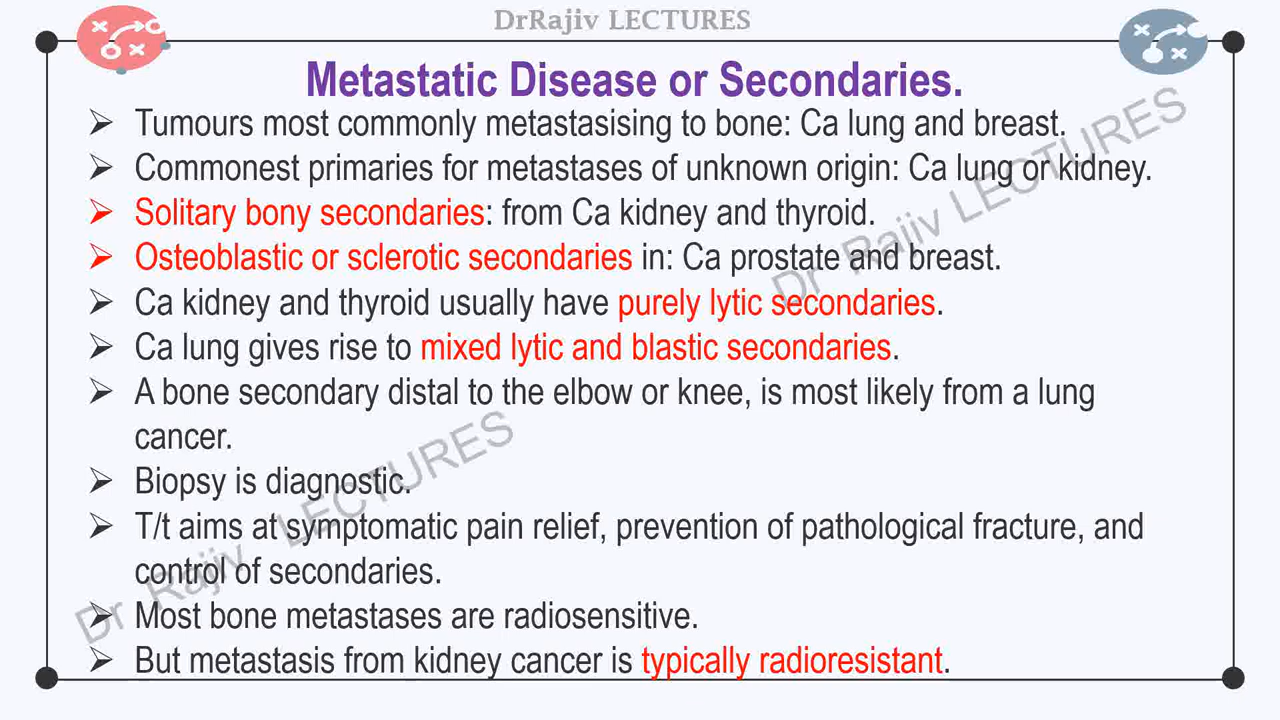 DrRajiv LECTURES
Metastatic Disease or Secondaries.
➢ Tumours most commonly metastasising to bone: Ca lung and breast.
➢ Commonest primaries for metastases of unknown origin: Ca lung or kidney.
➢ Solitary bony secondaries: from Ca kidney and thyroid.
➢ Osteoblastic or sclerotic secondaries in: Ca prostate and breast.
➢ Ca kidney and thyroid usually have purely lytic secondaries.
➢ Ca lung gives rise to mixed lytic and blastic secondaries.
➢ A bone secondary distal to the elbow or knee, is most likely from a lung
cancer.
➢ Biopsy is diagnostic.
➢ T/t aims at symptomatic pain relief, prevention of pathological fracture, and
control of secondaries.
➢ Most bone metastases are radiosensitive.
➢ But metastasis from kidney cancer is typically radioresistant.
Dr Rajiv LECTURES
Dr Rajiv LECTURES